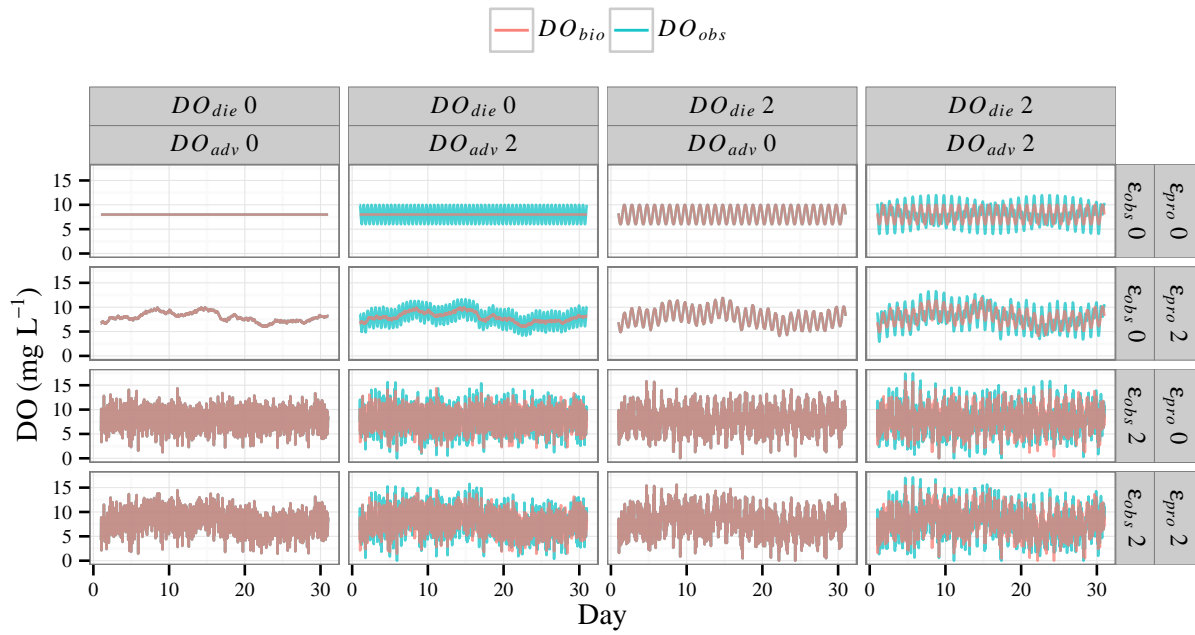 DO_bio DO_obs
DO_die 0 DO_die 0 DO_die 2 DO_die 2
DO_adv 0 DO_adv 2 DO_adv 0 DO_adv 2
15
10
5
0
ε_obs 0 ε_pro 0
15
10
5
0
ε_obs 0 ε_pro 2
15
10
5
0
ε_obs 2 ε_pro 0
15
10
5
0
ε_obs 2 ε_pro 2
DO (mg L⁻¹)
0 10 20 30 0 10 20 30 0 10 20 30 0 10 20 30
Day